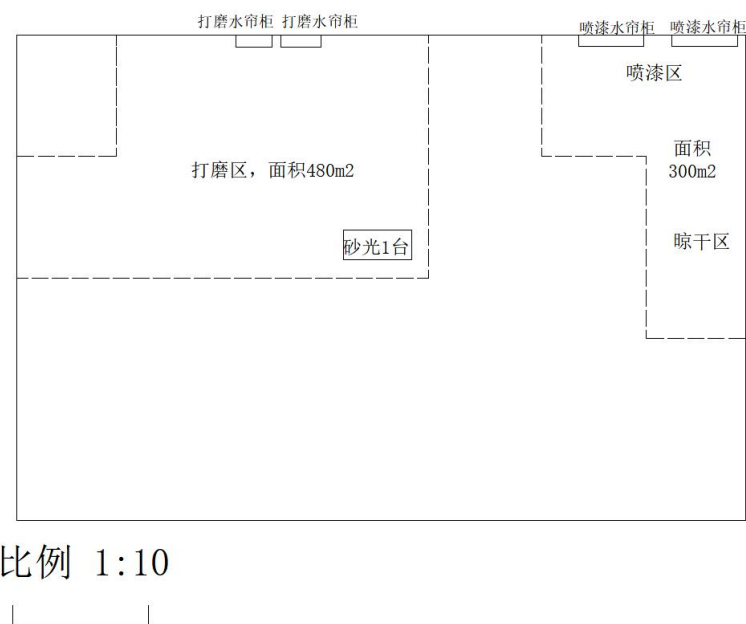 打磨水帘柜 打磨水帘柜
喷漆水帘柜 喷漆水帘柜
喷漆区
打磨区，面积480m2
面积
300m2
砂光1台
晾干区
比例 1:10